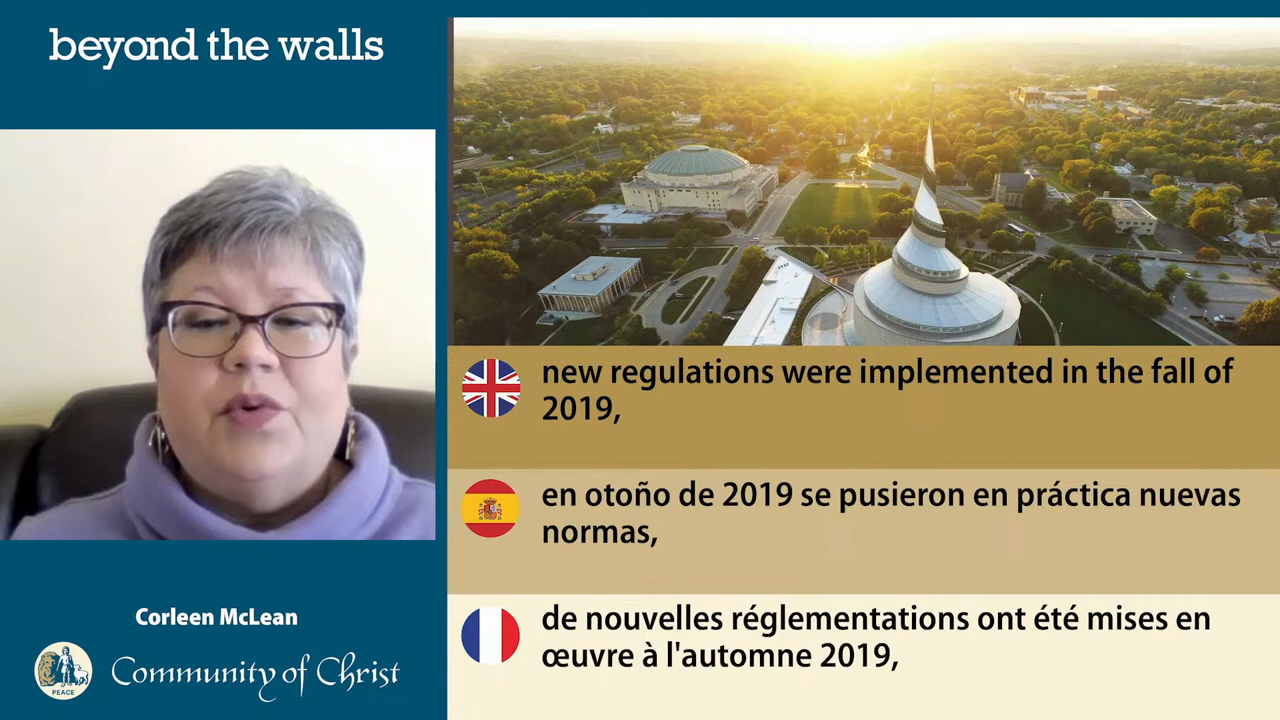 beyond the walls
new regulations were implemented in the fall of
2019,
en otoño de 2019 se pusieron en práctica nuevas
normas,
de nouvelles réglementations ont été mises en
œuvre à l'automne 2019,
Corleen McLean
PEACE
Community of Christ